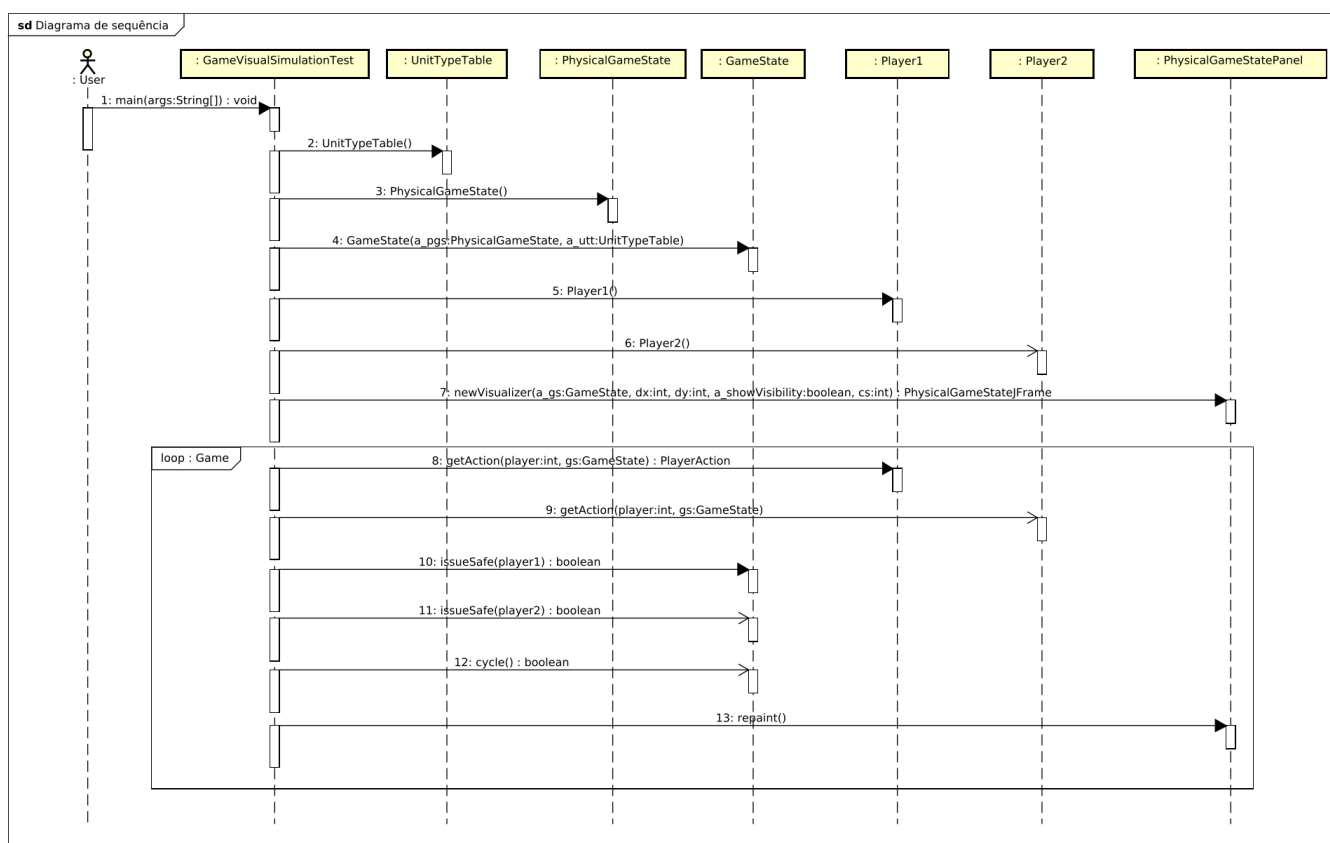 sd Diagrama de sequência
: User
: GameVisualSimulationTest
: UnitTypeTable
: PhysicalGameState
: GameState
: Player1
: Player2
: PhysicalGameStatePanel
1: main(args:String[]) : void
2: UnitTypeTable()
3: PhysicalGameState()
4: GameState(a_pgs:PhysicalGameState, a_utt:UnitTypeTable)
5: Player1()
6: Player2()
7: newVisualizer(a_gs:GameState, dx:int, dy:int, a_showVisibility:boolean, cs:int) : PhysicalGameStateJFrame
loop : Game
8: getAction(player:int, gs:GameState) : PlayerAction
9: getAction(player:int, gs:GameState)
10: issueSafe(player1) : boolean
11: issueSafe(player2) : boolean
12: cycle() : boolean
13: repaint()